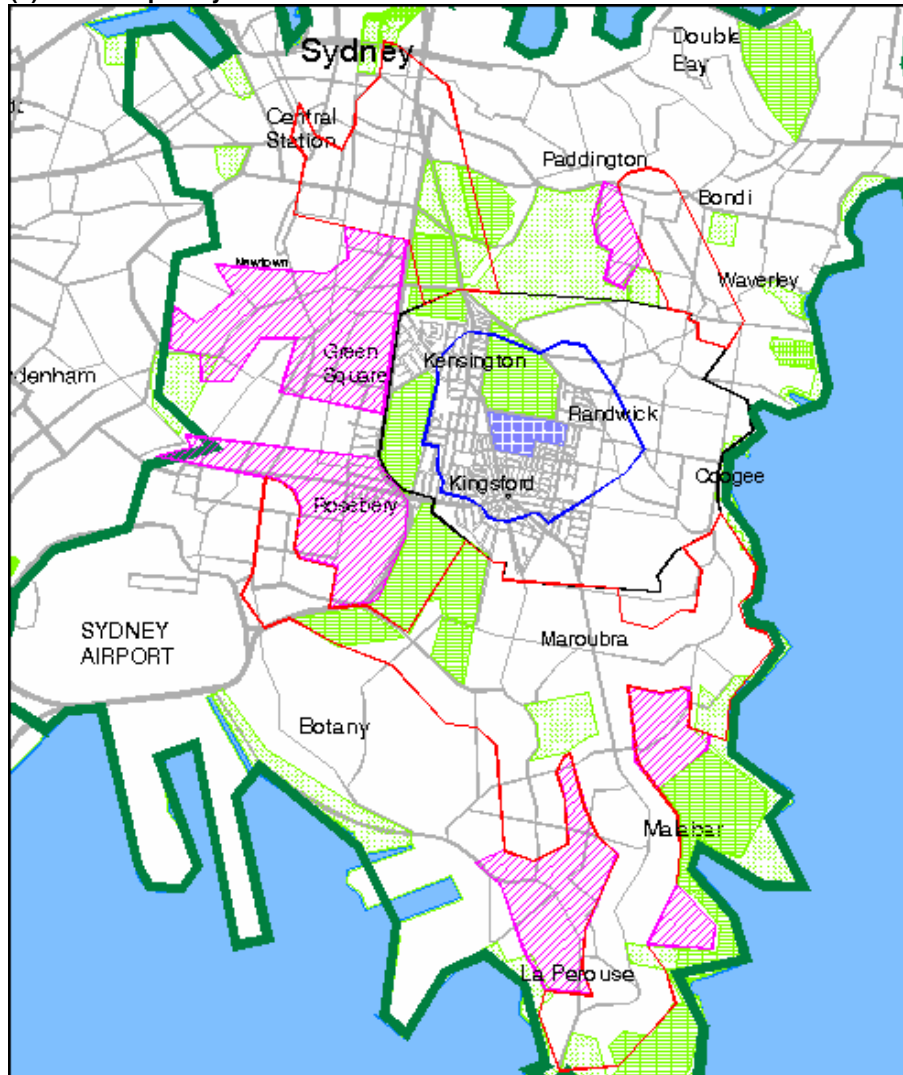 Sydney
Double
Bay
Central
Station
Paddington
Bondi
Newtown
Waverley
Green
Square
Kensington
denham
Randwick
Coogee
Kingsford
Rosebery
SYDNEY
AIRPORT
Maroubra
Botany
Malabar
La Perouse